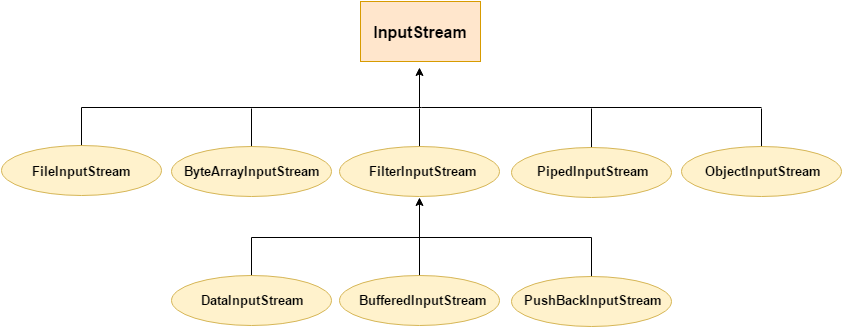 InputStream
FileInputStream
ByteArrayInputStream
FilterInputStream
PipedInputStream
ObjectInputStream
DataInputStream
BufferedInputStream
PushBackInputStream